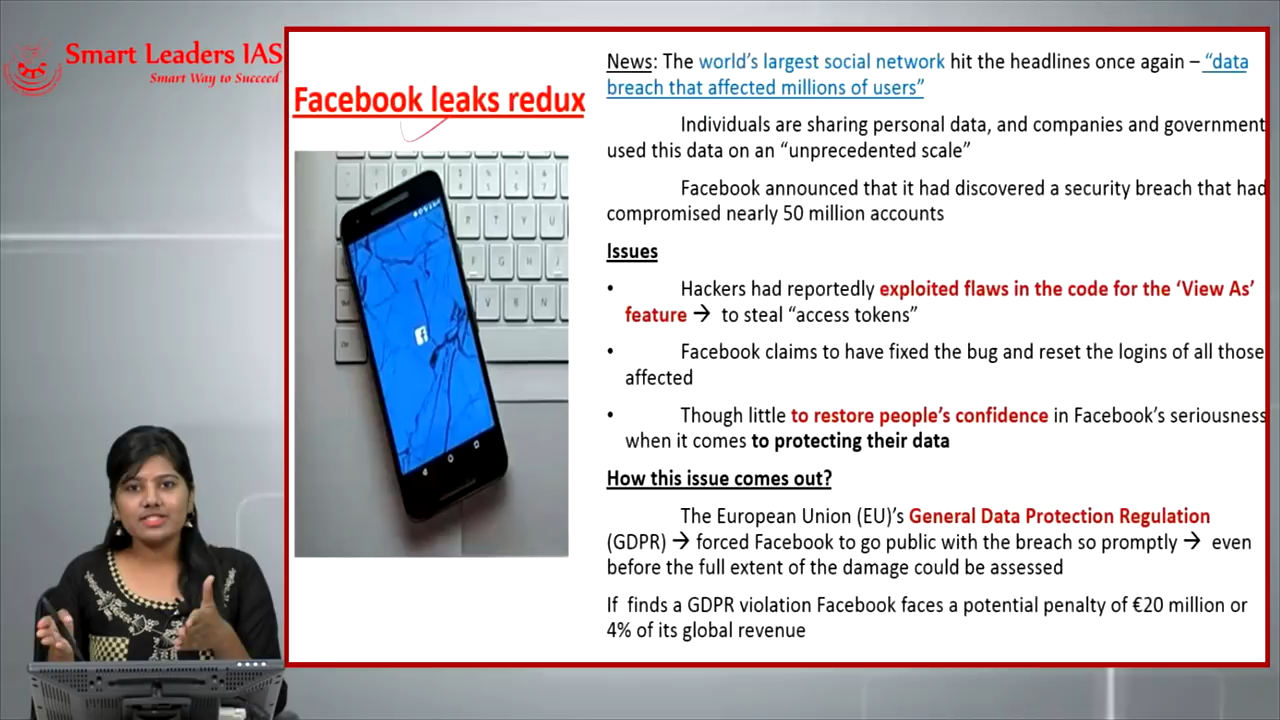 Smart Leaders IAS
Smart Way to Succeed
Facebook leaks redux
News: The world's largest social network hit the headlines once again – "data
breach that affected millions of users"
Individuals are sharing personal data, and companies and government
used this data on an "unprecedented scale"
Facebook announced that it had discovered a security breach that had
compromised nearly 50 million accounts
Issues
• Hackers had reportedly exploited flaws in the code for the 'View As'
feature → to steal "access tokens"
• Facebook claims to have fixed the bug and reset the logins of all those
affected
• Though little to restore people's confidence in Facebook's seriousness
when it comes to protecting their data
How this issue comes out?
The European Union (EU)'s General Data Protection Regulation
(GDPR) → forced Facebook to go public with the breach so promptly → even
before the full extent of the damage could be assessed
If finds a GDPR violation Facebook faces a potential penalty of €20 million or
4% of its global revenue